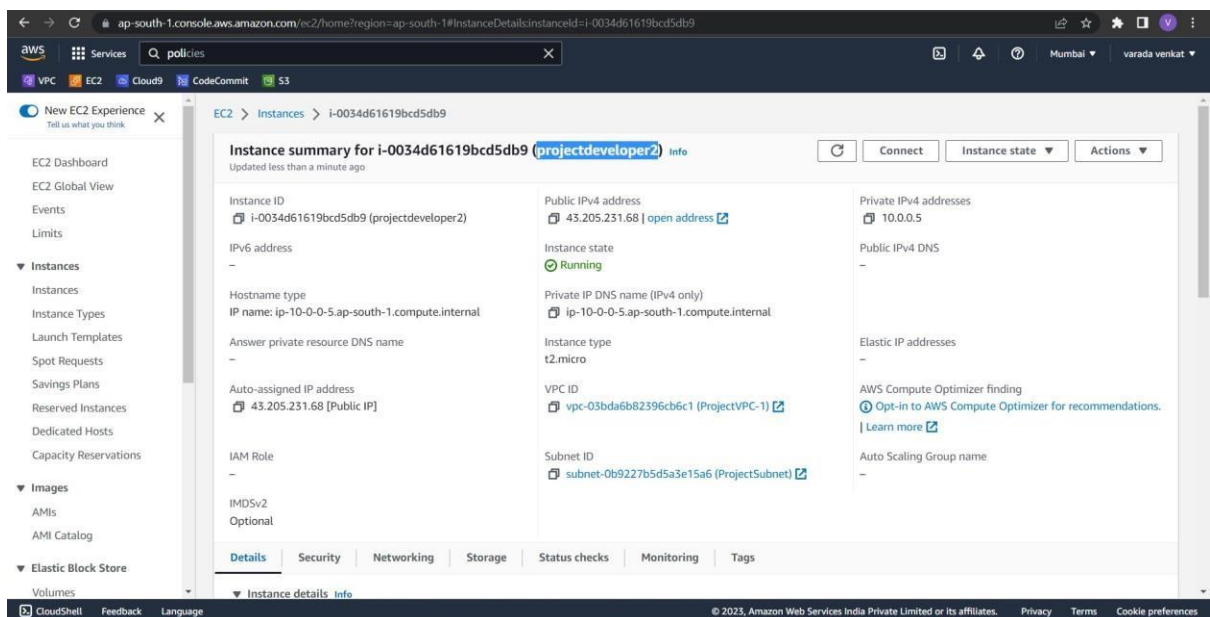 ap-south-1.console.aws.amazon.com/ec2/home?region=ap-south-1#InstanceDetails:instanceId=i-0034d61619bcd5db9
V
aws
Services
policies
Mumbai
varada venkat
VPC
EC2
Cloud9
CodeCommit
S3
New EC2 Experience
Tell us what you think
EC2 Dashboard
EC2 Global View
Events
Limits
Instances
Instances
Instance Types
Launch Templates
Spot Requests
Savings Plans
Reserved Instances
Dedicated Hosts
Capacity Reservations
Images
AMIs
AMI Catalog
Elastic Block Store
Volumes
EC2 > Instances > i-0034d61619bcd5db9
Instance summary for i-0034d61619bcd5db9 (projectdeveloper2) Info
Updated less than a minute ago
Connect
Instance state
Actions
Instance ID
i-0034d61619bcd5db9 (projectdeveloper2)
Public IPv4 address
43.205.231.68 | open address
Private IPv4 addresses
10.0.0.5
IPv6 address
–
Instance state
Running
Public IPv4 DNS
–
Hostname type
IP name: ip-10-0-0-5.ap-south-1.compute.internal
Private IP DNS name (IPv4 only)
ip-10-0-0-5.ap-south-1.compute.internal
Answer private resource DNS name
–
Instance type
t2.micro
Elastic IP addresses
–
Auto-assigned IP address
43.205.231.68 [Public IP]
VPC ID
vpc-03bda6b82396cb6c1 (ProjectVPC-1)
AWS Compute Optimizer finding
Opt-in to AWS Compute Optimizer for recommendations.
| Learn more
IAM Role
–
Subnet ID
subnet-0b9227b5d5a3e15a6 (ProjectSubnet)
Auto Scaling Group name
–
IMDSv2
Optional
Details
Security
Networking
Storage
Status checks
Monitoring
Tags
Instance details Info
CloudShell
Feedback
Language
© 2023, Amazon Web Services India Private Limited or its affiliates.
Privacy
Terms
Cookie preferences